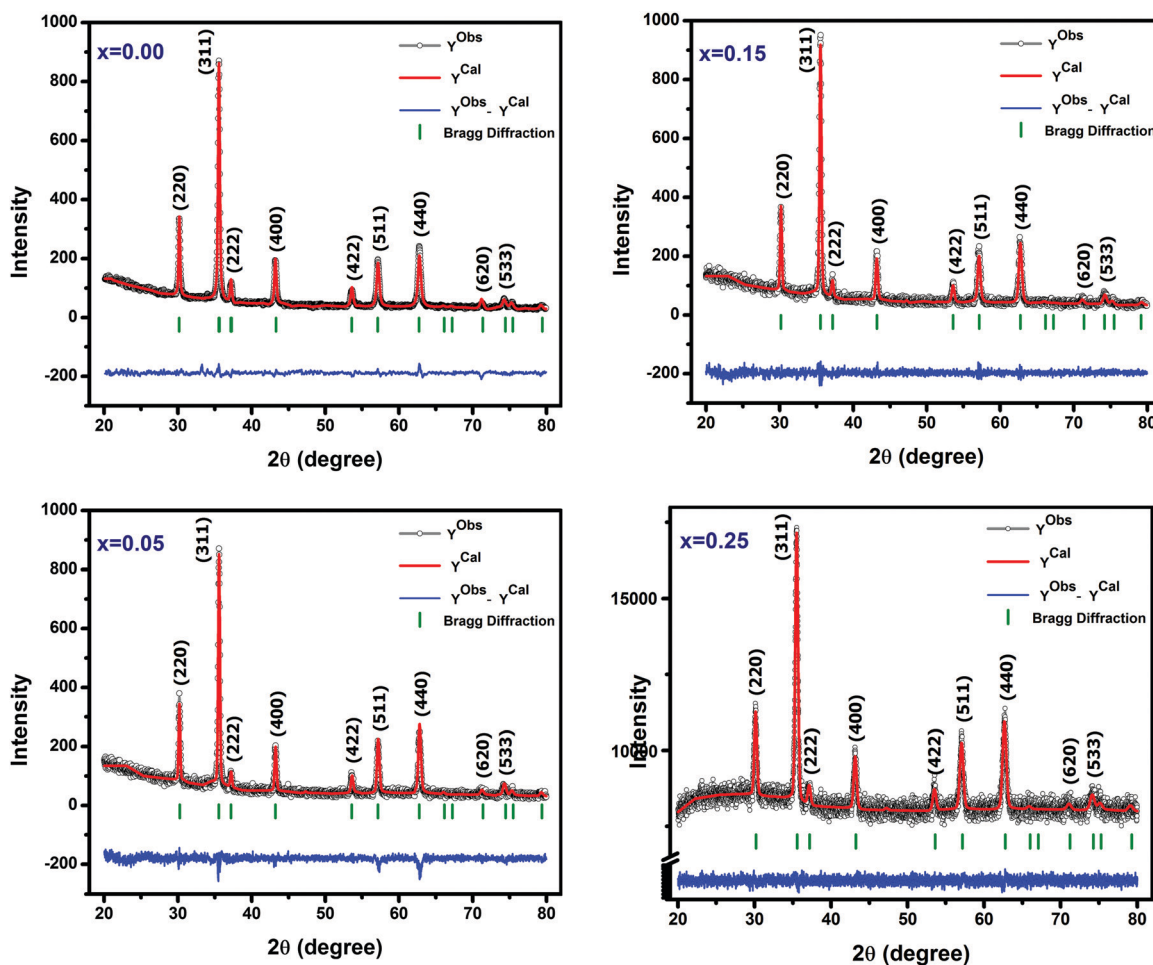 x=0.00
Y^Obs
Y^Cal
Y^Obs - Y^Cal
Bragg Diffraction
(220)
(311)
(222)
(400)
(422)
(511)
(440)
(620)
(533)
1000
800
600
400
200
0
-200
Intensity
20 30 40 50 60 70 80
2θ (degree)
x=0.15
Y^Obs
Y^Cal
Y^Obs - Y^Cal
Bragg Diffraction
(220)
(311)
(222)
(400)
(422)
(511)
(440)
(620)
(533)
1000
800
600
400
200
0
-200
Intensity
20 30 40 50 60 70 80
2θ (degree)
x=0.05
Y^Obs
Y^Cal
Y^Obs - Y^Cal
Bragg Diffraction
(220)
(311)
(222)
(400)
(422)
(511)
(440)
(620)
(533)
1000
800
600
400
200
0
-200
Intensity
20 30 40 50 60 70 80
2θ (degree)
x=0.25
Y^Obs
Y^Cal
Y^Obs - Y^Cal
Bragg Diffraction
(220)
(311)
(222)
(400)
(422)
(511)
(440)
(620)
(533)
15000
10000
Intensity
20 30 40 50 60 70 80
2θ (degree)